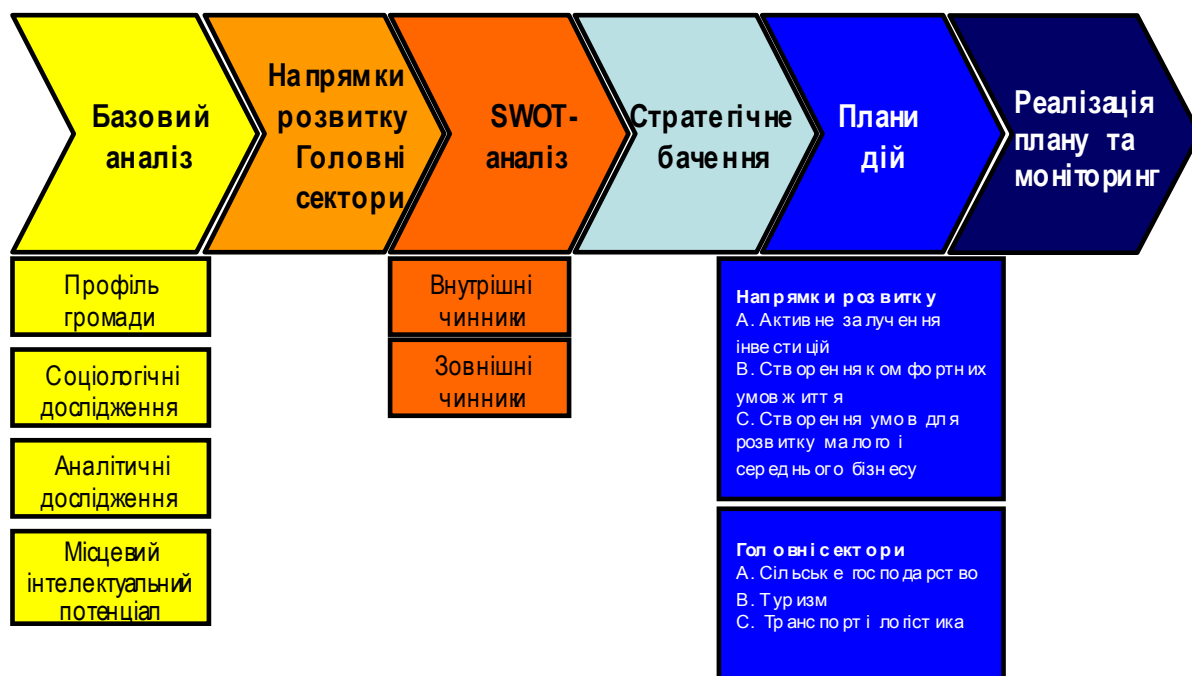 Базовий
аналіз
Напрямки
розвитку
Головні
сектори
SWOT-
аналіз
Стратегічне
бачення
Плани
дій
Реалізація
плану та
моніторинг
Профіль
громади
Соціологічні
дослідження
Аналітичні
дослідження
Місцевий
інтелектуальний
потенціал
Внутрішні
чинники
Зовнішні
чинники
Напрямки розвитку
А. Активне залучення
інвестицій
В. Створення комфортних
умов життя
С. Створення умов для
розвитку малого і
середнього бізнесу
Головні сектори
А. Сільське господарство
В. Туризм
С. Транспорт і логістика